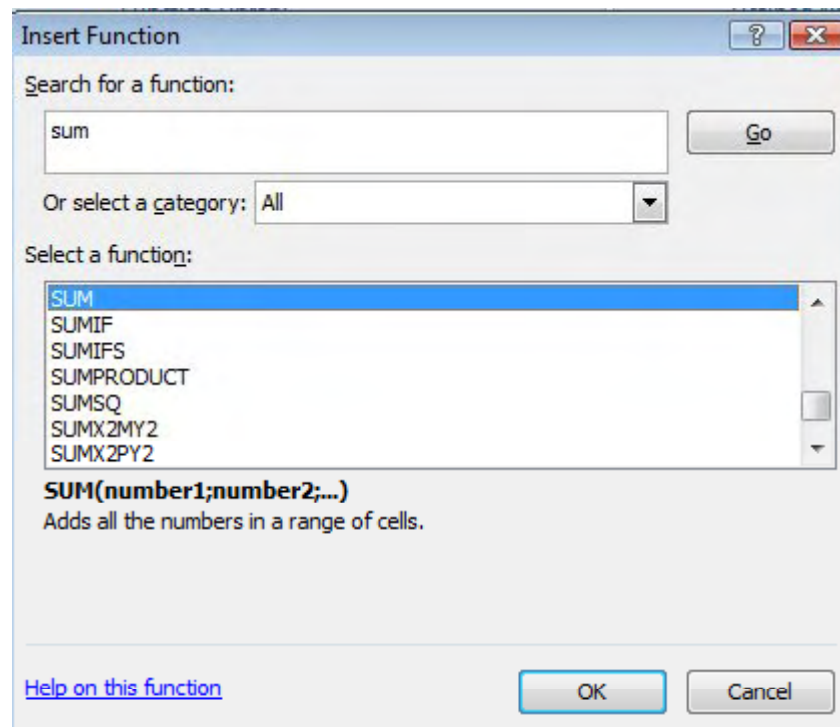 Insert Function
Search for a function:
sum
Go
Or select a category: All
Select a function:
SUM
SUMIF
SUMIFS
SUMPRODUCT
SUMSQ
SUMX2MY2
SUMX2PY2
SUM(number1;number2;...)
Adds all the numbers in a range of cells.
Help on this function
OK
Cancel